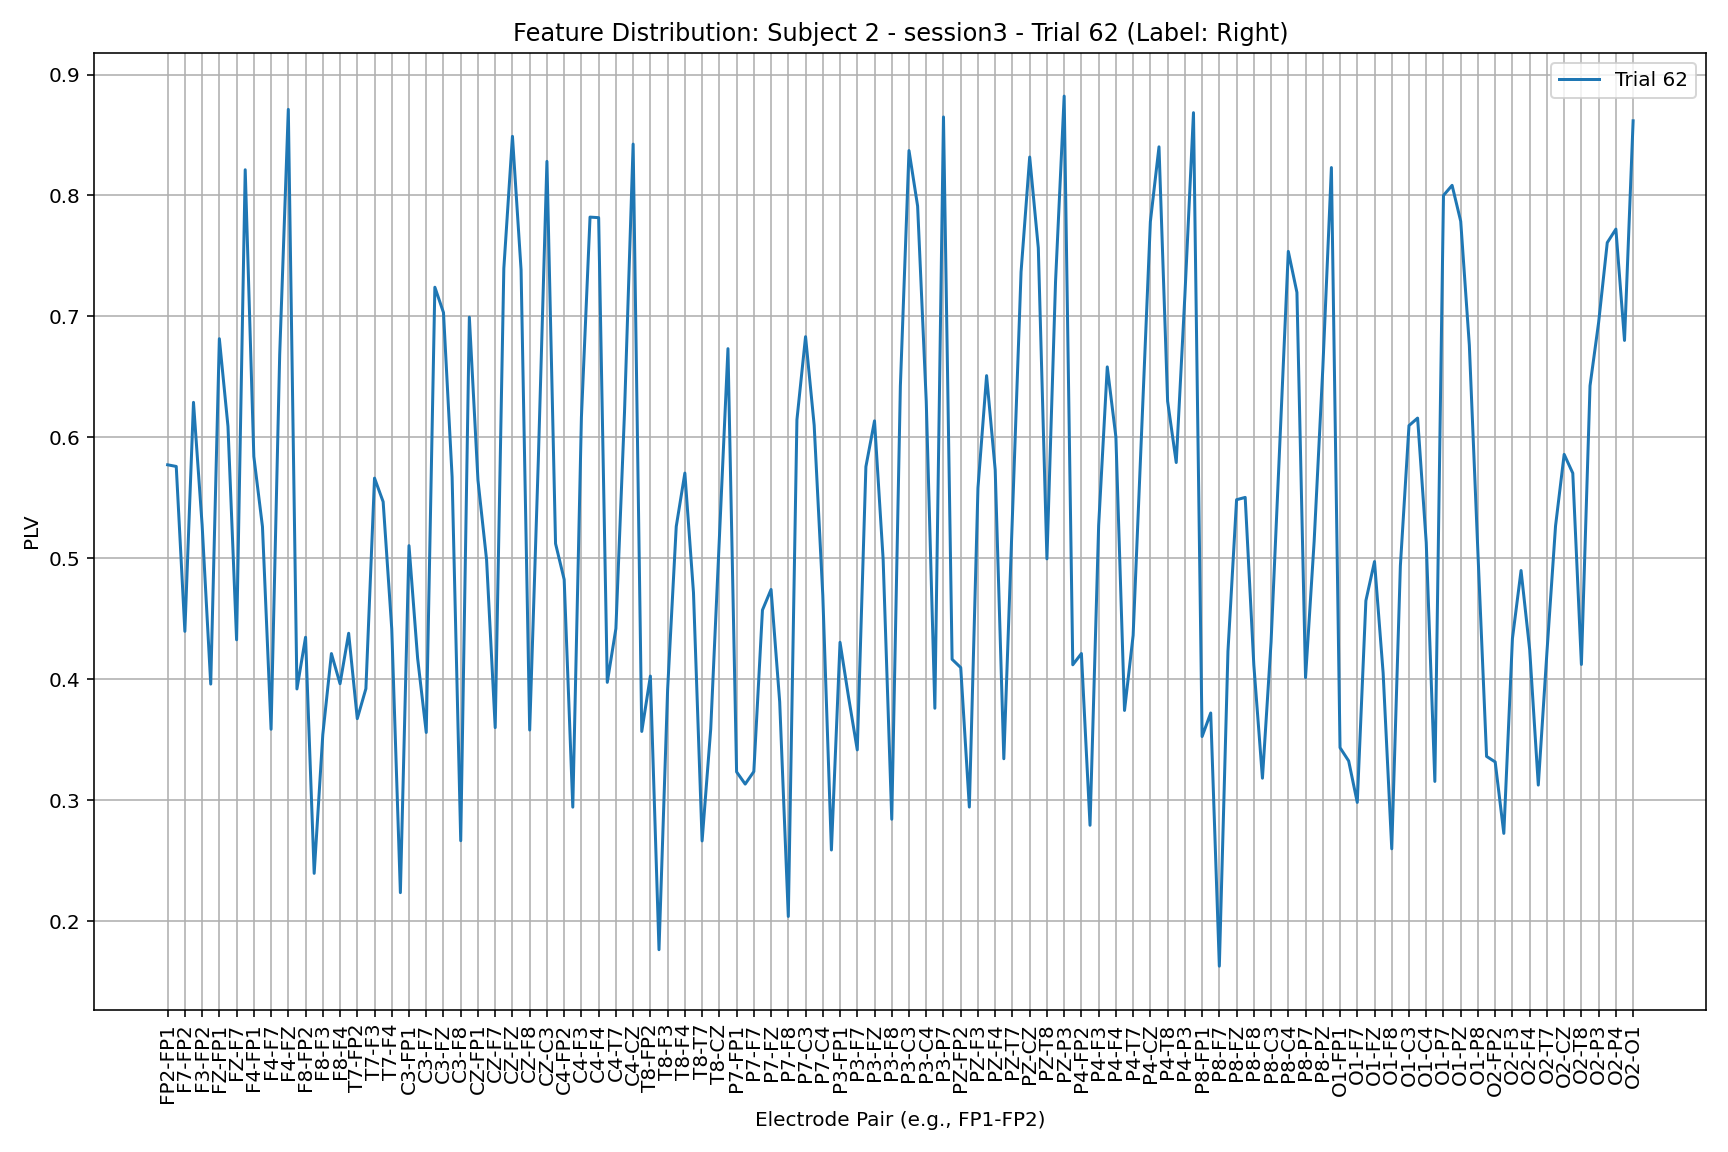 Feature Distribution: Subject 2 - session3 - Trial 62 (Label: Right)
Trial 62
PLV
0.9
0.8
0.7
0.6
0.5
0.4
0.3
0.2
FP2-FP1
F7-FP2
F3-FP2
FZ-FP1
FZ-F7
F4-FP1
F4-F7
F4-FZ
F8-FP2
F8-F3
F8-F4
T7-FP2
T7-F3
T7-F4
C3-FP1
C3-F7
C3-FZ
C3-F8
CZ-FP1
CZ-F7
CZ-FZ
CZ-F8
CZ-C3
C4-FP2
C4-F3
C4-F4
C4-T7
C4-CZ
T8-FP2
T8-F3
T8-F4
T8-T7
T8-CZ
P7-FP1
P7-F7
P7-FZ
P7-F8
P7-C3
P7-C4
P3-FP1
P3-F7
P3-FZ
P3-F8
P3-C3
P3-C4
P3-P7
PZ-FP2
PZ-F3
PZ-F4
PZ-T7
PZ-CZ
PZ-T8
PZ-P3
P4-FP2
P4-F3
P4-F4
P4-T7
P4-CZ
P4-T8
P4-P3
P8-FP1
P8-F7
P8-FZ
P8-F8
P8-C3
P8-C4
P8-P7
P8-PZ
O1-FP1
O1-F7
O1-FZ
O1-F8
O1-C3
O1-C4
O1-P7
O1-PZ
O1-P8
O2-FP2
O2-F3
O2-F4
O2-T7
O2-CZ
O2-T8
O2-P3
O2-P4
O2-O1
Electrode Pair (e.g., FP1-FP2)